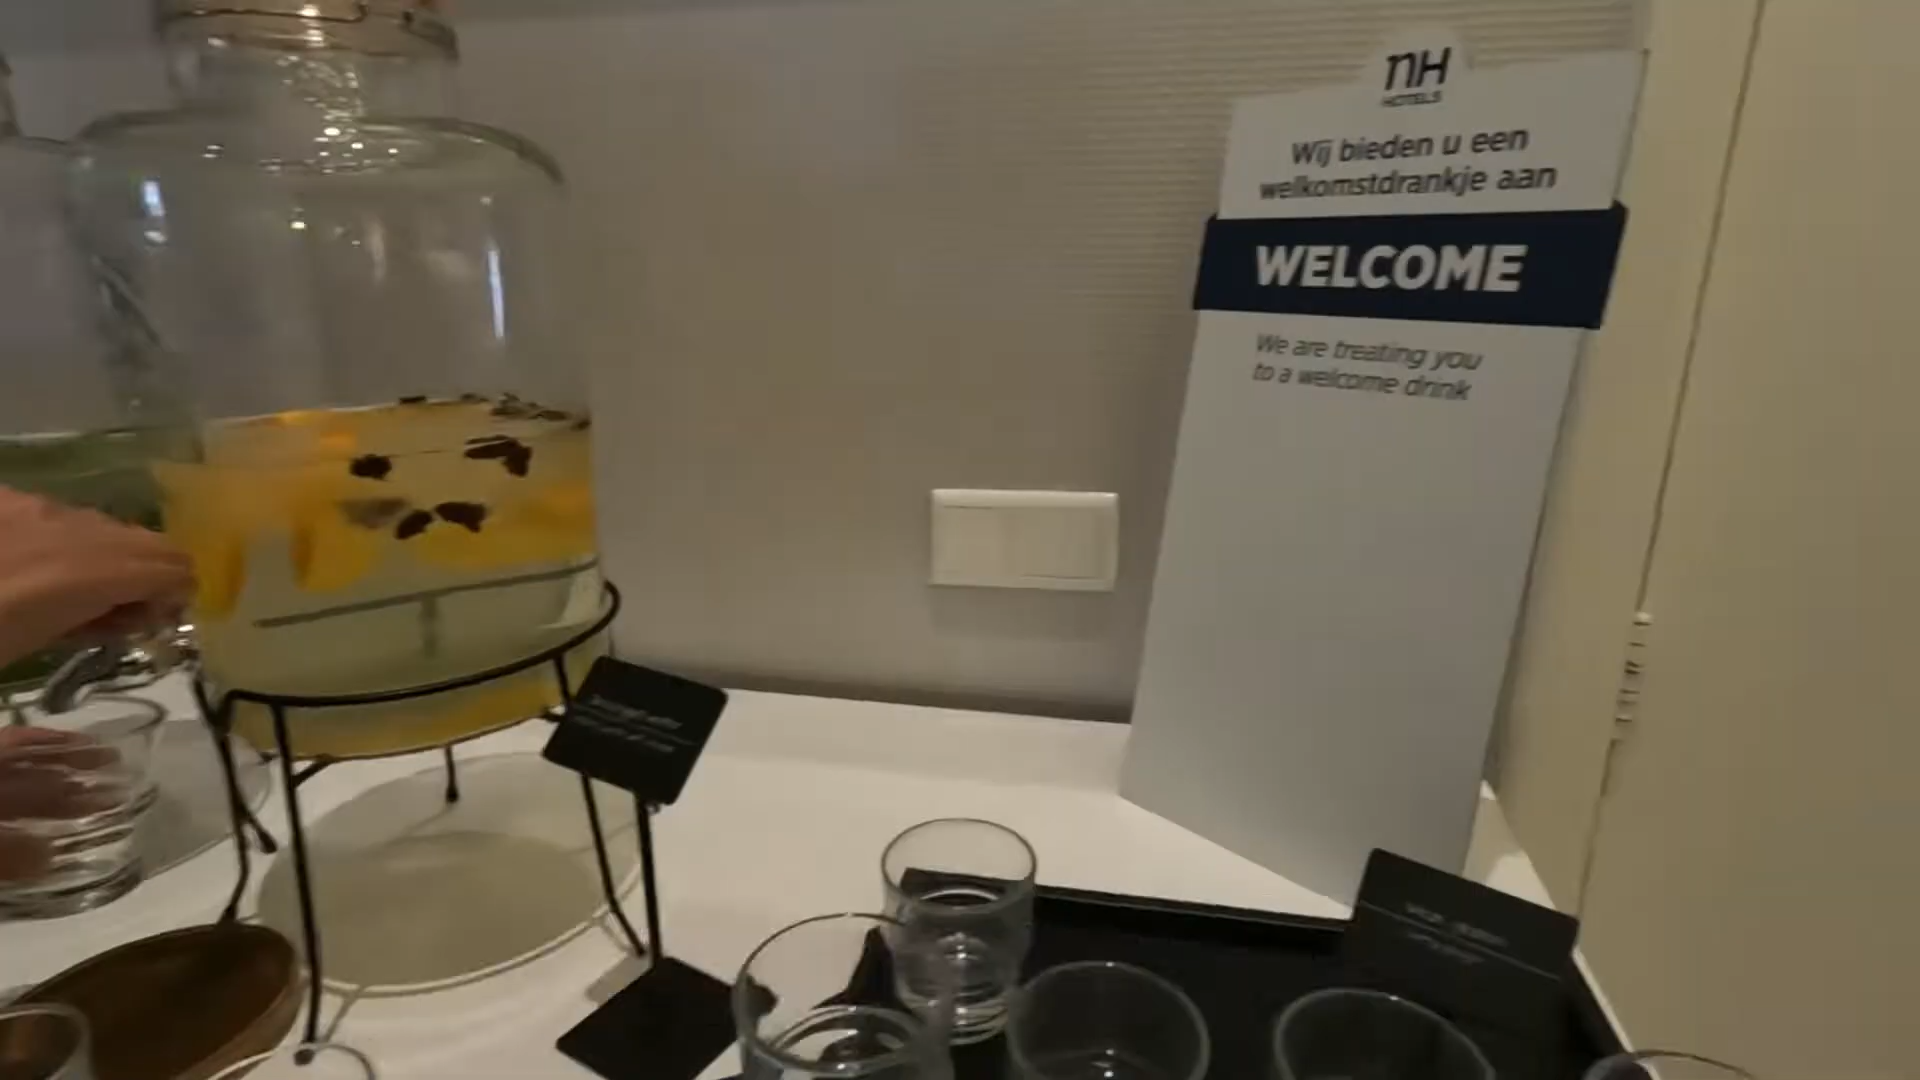 nH
HOTELS
Wij bieden u een
welkomstdrankje aan
WELCOME
We are treating you
to a welcome drink